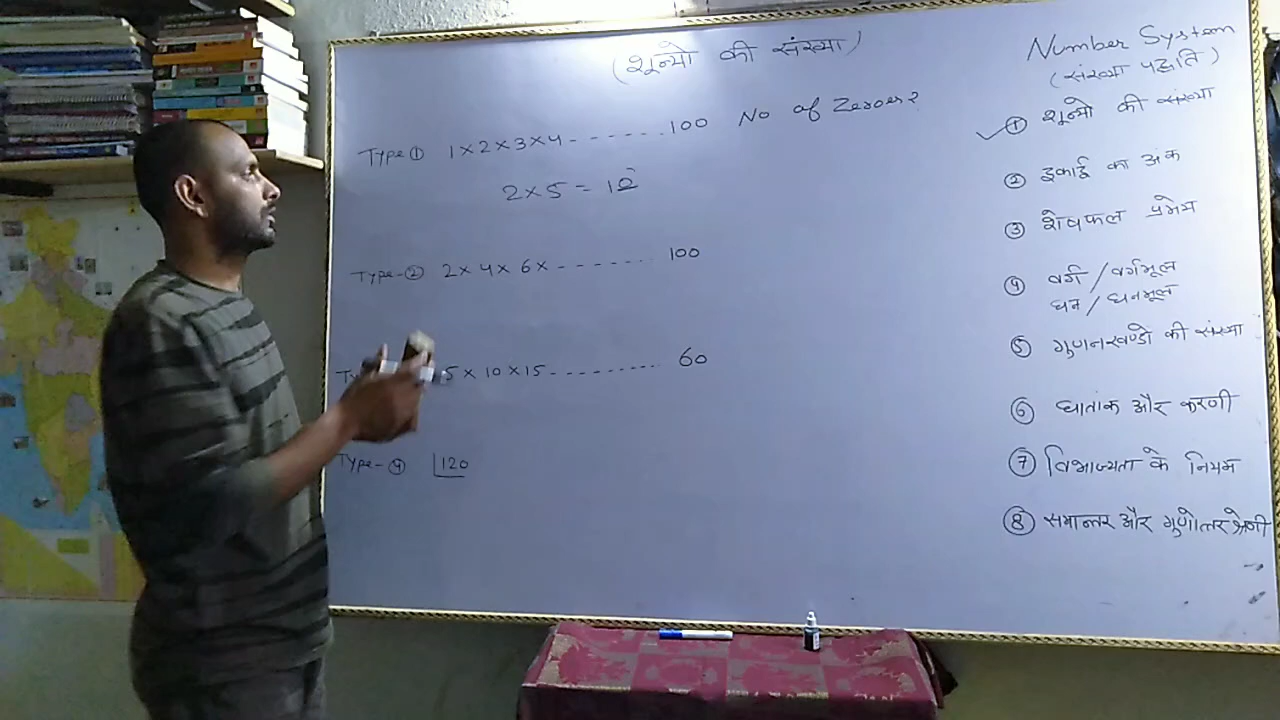 (शून्यो की संख्या)
Type ① 1×2×3×4 - - - - - - 100 No of Zeroes?
2×5 = 10
Type-② 2×4×6× - - - - - - - 100
5×10×15 - - - - - - - - - 60
Type-④ |120
Number System
(संख्या पद्धति)
✓① शून्यो की संख्या
② इकाई का अंक
③ शेषफल प्रमेय
④ वर्ग/वर्गमूल
घन/घनमूल
⑤ गुणनखण्डो की संख्या
⑥ घातांक और करणी
⑦ विभाज्यता के नियम
⑧ समान्तर और गुणोत्तर श्रेणी